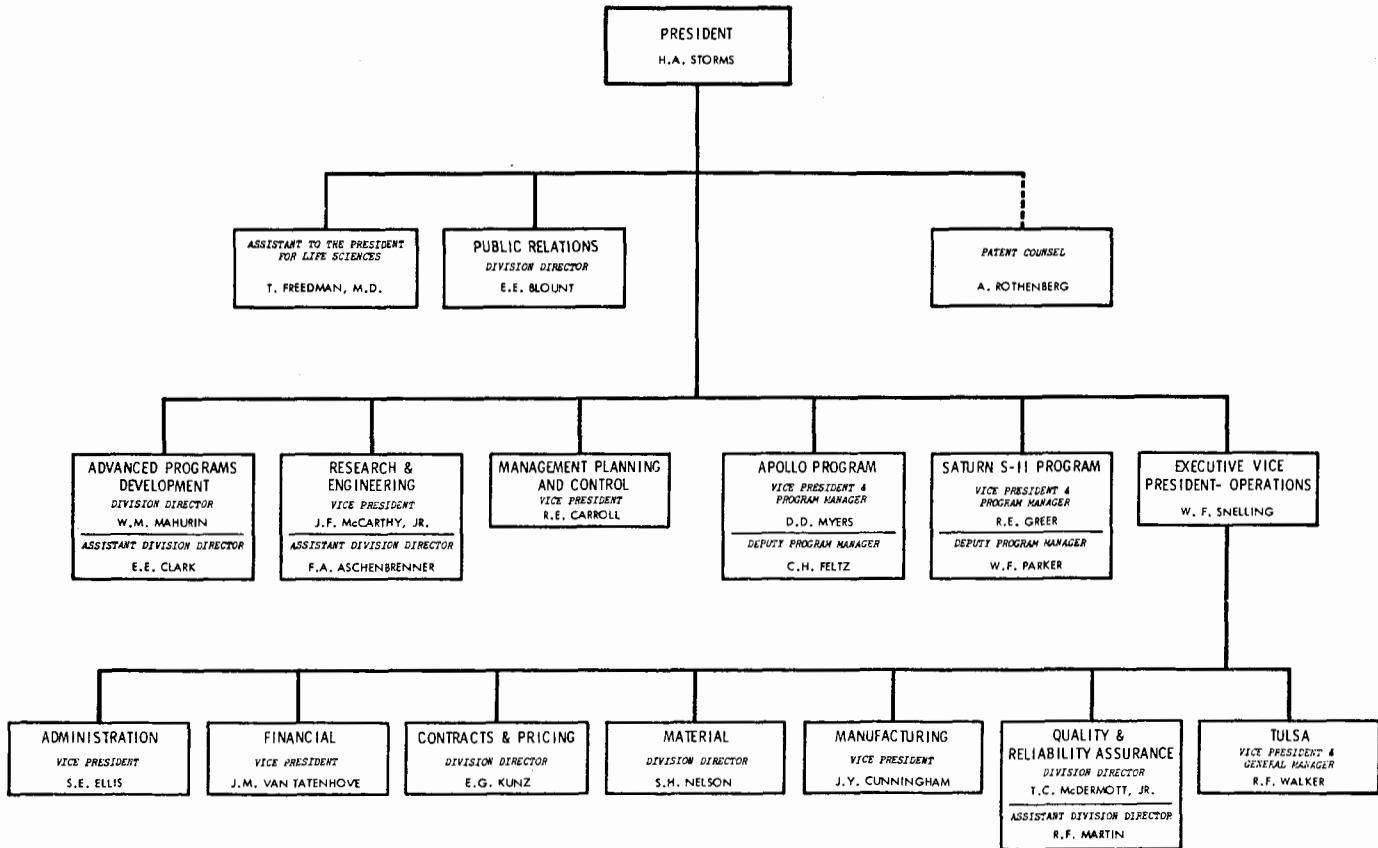 PRESIDENT
H.A. STORMS
ASSISTANT TO THE PRESIDENT
FOR LIFE SCIENCES
T. FREEDMAN, M.D.
PUBLIC RELATIONS
DIVISION DIRECTOR
E.E. BLOUNT
PATENT COUNSEL
A. ROTHENBERG
ADVANCED PROGRAMS
DEVELOPMENT
DIVISION DIRECTOR
W.M. MAHURIN
ASSISTANT DIVISION DIRECTOR
E.E. CLARK
RESEARCH &
ENGINEERING
VICE PRESIDENT
J.F. McCARTHY, JR.
ASSISTANT DIVISION DIRECTOR
F.A. ASCHENBRENNER
MANAGEMENT PLANNING
AND CONTROL
VICE PRESIDENT
R.E. CARROLL
APOLLO PROGRAM
VICE PRESIDENT &
PROGRAM MANAGER
D.D. MYERS
DEPUTY PROGRAM MANAGER
C.H. FELTZ
SATURN S-II PROGRAM
VICE PRESIDENT &
PROGRAM MANAGER
R.E. GREER
DEPUTY PROGRAM MANAGER
W.F. PARKER
EXECUTIVE VICE
PRESIDENT- OPERATIONS
W. F. SNELLING
ADMINISTRATION
VICE PRESIDENT
S.E. ELLIS
FINANCIAL
VICE PRESIDENT
J.M. VAN TATENHOVE
CONTRACTS & PRICING
DIVISION DIRECTOR
E.G. KUNZ
MATERIAL
DIVISION DIRECTOR
S.H. NELSON
MANUFACTURING
VICE PRESIDENT
J.Y. CUNNINGHAM
QUALITY &
RELIABILITY ASSURANCE
DIVISION DIRECTOR
T.C. McDERMOTT, JR.
ASSISTANT DIVISION DIRECTOR
R.F. MARTIN
TULSA
VICE PRESIDENT &
GENERAL MANAGER
R.F. WALKER